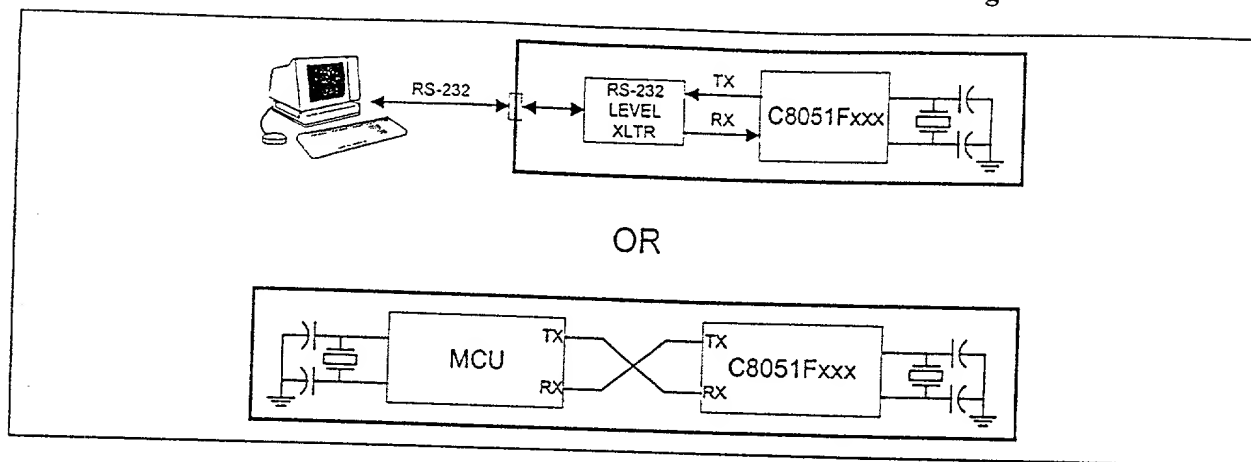 RS-232
RS-232
LEVEL
XLTR
TX
RX
C8051Fxxx
OR
MCU
TX
RX
TX
RX
C8051Fxxx